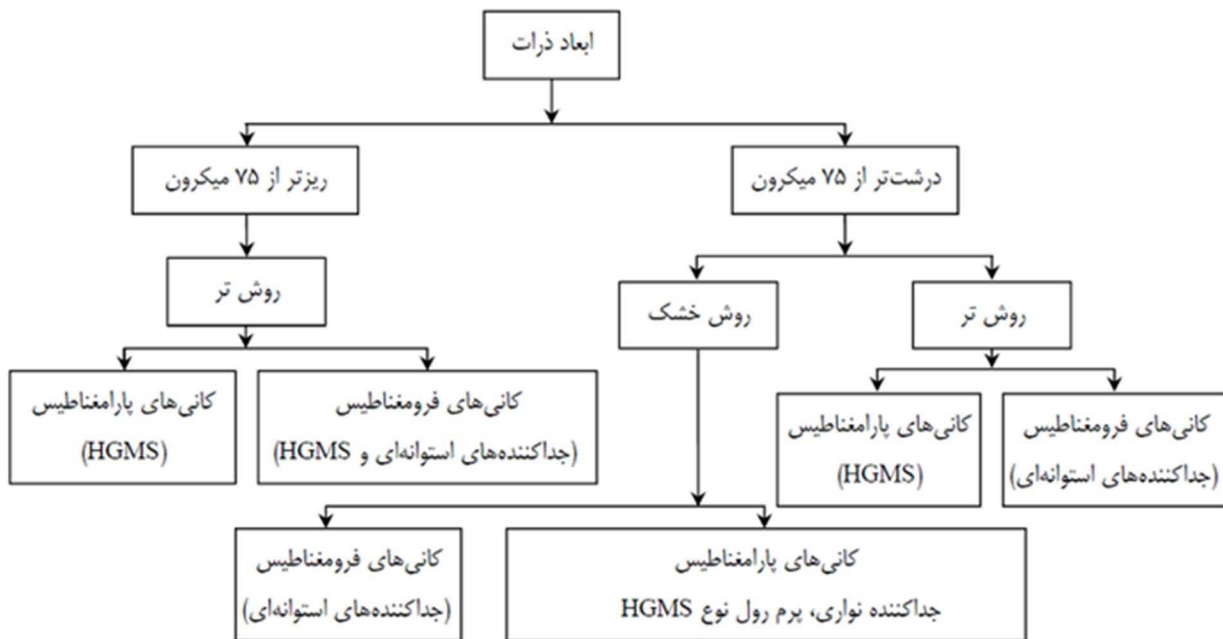 ابعاد ذرات
درشت‌تر از ۷۵ میکرون
ریزتر از ۷۵ میکرون
روش تر
روش خشک
روش تر
کانی‌های فرومغناطیس
(جداکننده‌های استوانه‌ای)
کانی‌های پارامغناطیس
(HGMS)
کانی‌های فرومغناطیس
(جداکننده‌های استوانه‌ای و HGMS)
کانی‌های پارامغناطیس
(HGMS)
کانی‌های پارامغناطیس
جداکننده نواری، پرم رول نوع HGMS
کانی‌های فرومغناطیس
(جداکننده‌های استوانه‌ای)